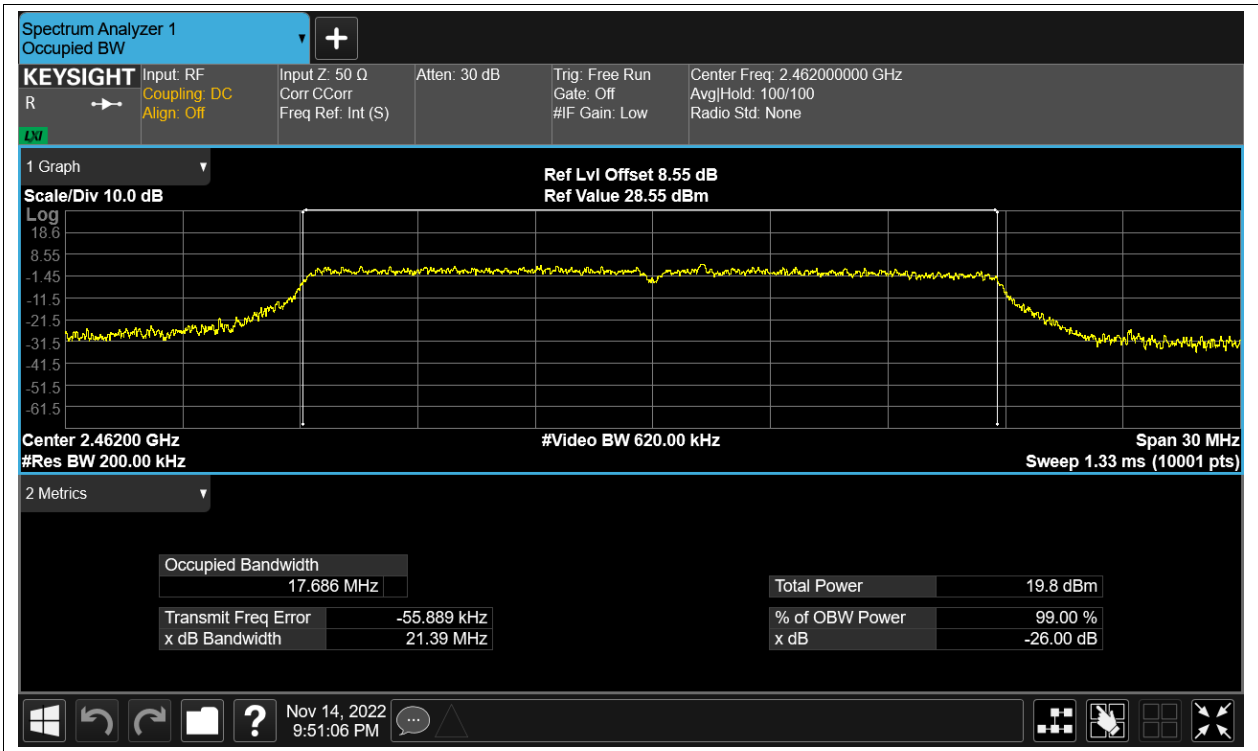 Spectrum Analyzer 1
Occupied BW
KEYSIGHT
R
LXI
Input: RF
Coupling: DC
Align: Off
Input Z: 50 Ω
Corr CCorr
Freq Ref: Int (S)
Atten: 30 dB
Trig: Free Run
Gate: Off
#IF Gain: Low
Center Freq: 2.462000000 GHz
Avg|Hold: 100/100
Radio Std: None
1 Graph
Scale/Div 10.0 dB
Ref Lvl Offset 8.55 dB
Ref Value 28.55 dBm
Log
18.6
8.55
-1.45
-11.5
-21.5
-31.5
-41.5
-51.5
-61.5
Center 2.46200 GHz
#Video BW 620.00 kHz
Span 30 MHz
#Res BW 200.00 kHz
Sweep 1.33 ms (10001 pts)
2 Metrics
Occupied Bandwidth
17.686 MHz
Total Power 19.8 dBm
Transmit Freq Error -55.889 kHz
% of OBW Power 99.00 %
x dB Bandwidth 21.39 MHz
x dB -26.00 dB
?
Nov 14, 2022
9:51:06 PM